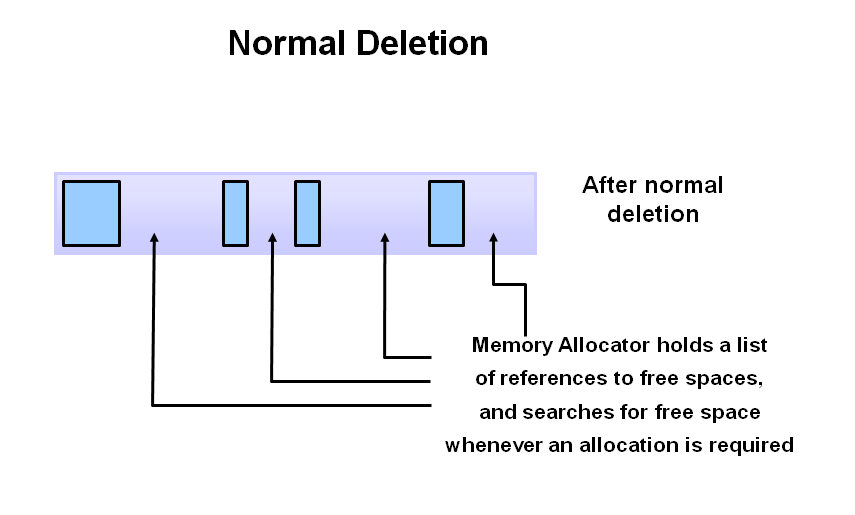 Normal Deletion
After normal
deletion
Memory Allocator holds a list
of references to free spaces,
and searches for free space
whenever an allocation is required